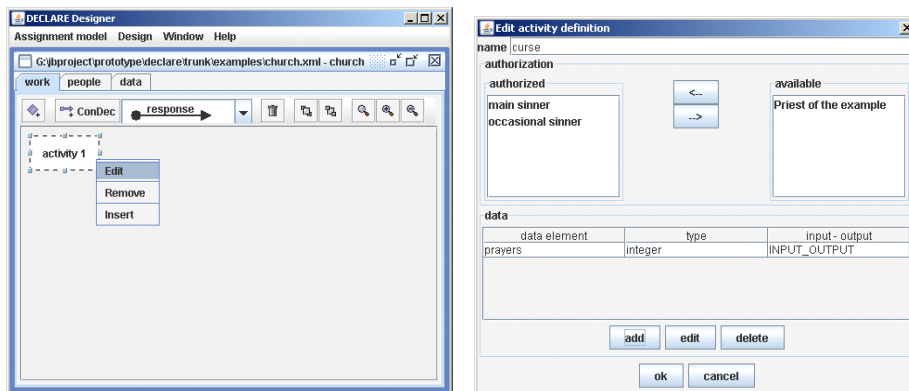 DECLARE Designer
Assignment model Design Window Help
G:\jbproject\prototype\declare\trunk\examples\church.xml - church
work people data
ConDec response
activity 1
Edit
Remove
Insert
Edit activity definition
name curse
authorization
authorized
main sinner
occasional sinner
<--
-->
available
Priest of the example
data
data element type input - output
prayers integer INPUT_OUTPUT
add edit delete
ok cancel